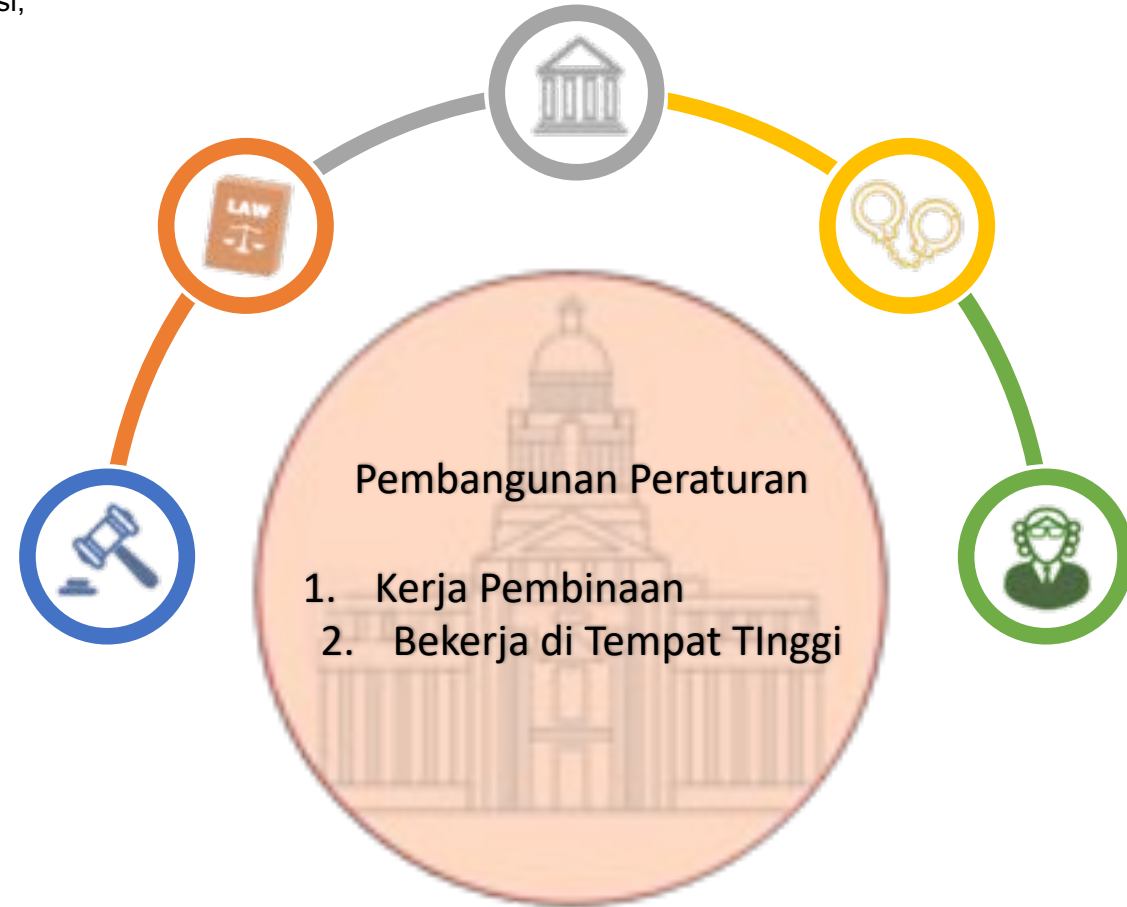 si,
LAW
Pembangunan Peraturan
1. Kerja Pembinaan
2. Bekerja di Tempat TInggi